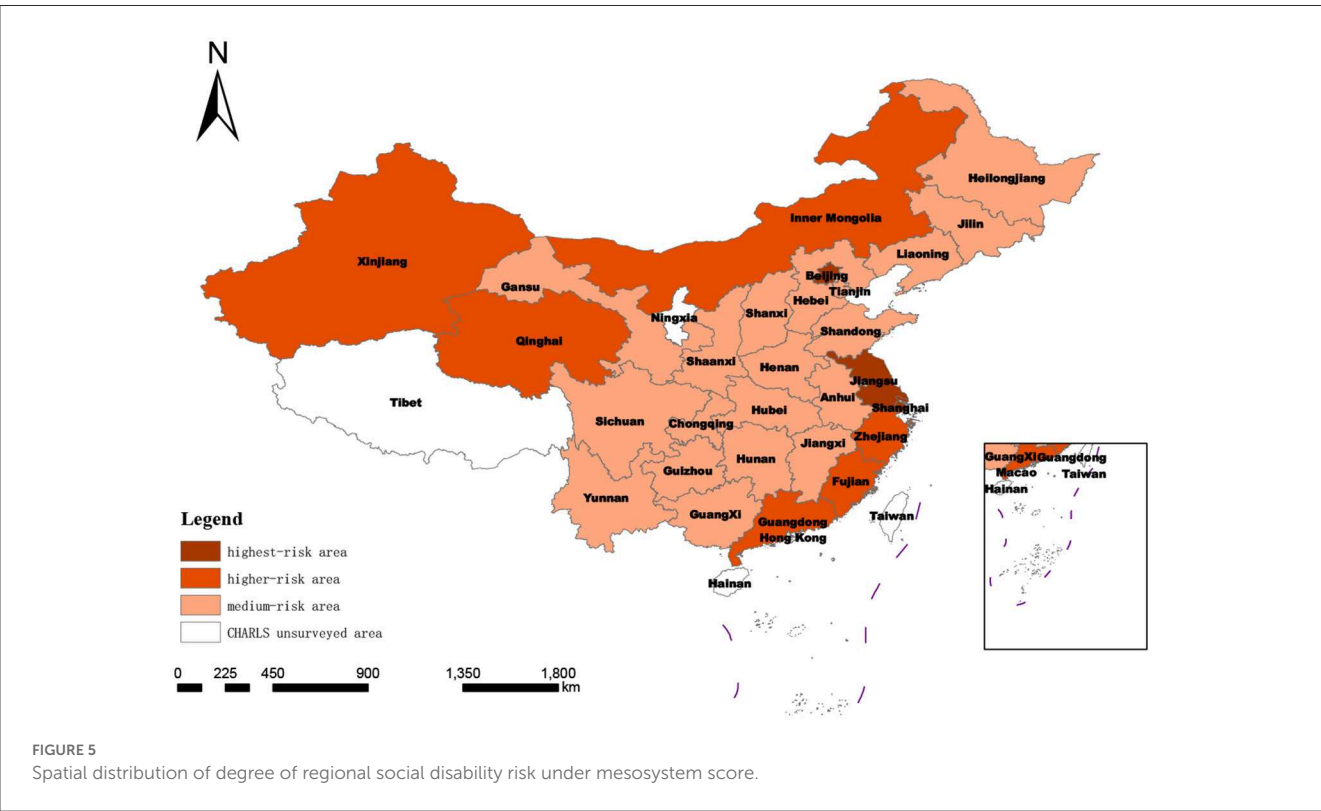 N
Heilongjiang
Inner Mongolia
Jilin
Xinjiang
Liaoning
Beijing
Gansu
Tianjin
Hebei
Ningxia
Shanxi
Shandong
Qinghai
Shaanxi
Henan
Jiangsu
Tibet
Anhui
Shanghai
Hubei
Sichuan
Chongqing
Zhejiang
Jiangxi
Hunan
Guizhou
Fujian
Yunnan
GuangXi
Guangdong
Taiwan
Hong Kong
Hainan
GuangXi
Guangdong
Macao
Taiwan
Hainan
Legend
highest-risk area
higher-risk area
medium-risk area
CHARLS unsurveyed area
0 225 450 900 1,350 1,800
km
FIGURE 5
Spatial distribution of degree of regional social disability risk under mesosystem score.